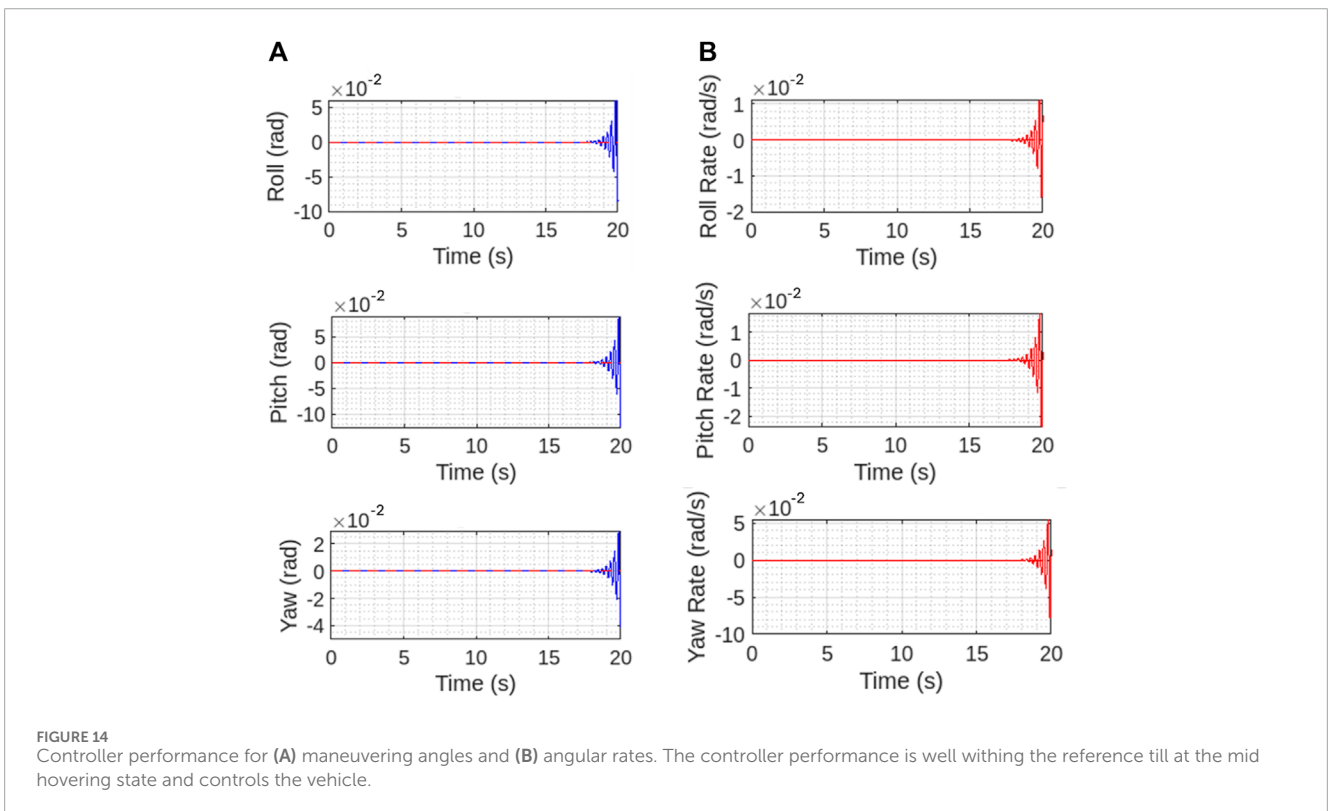 A
B
×10-2
5
0
-5
-10
Roll (rad)
0 5 10 15 20
Time (s)
×10-2
1
0
-1
-2
Roll Rate (rad/s)
0 5 10 15 20
Time (s)
×10-2
5
0
-5
-10
Pitch (rad)
0 5 10 15 20
Time (s)
×10-2
1
0
-1
-2
Pitch Rate (rad/s)
0 5 10 15 20
Time (s)
×10-2
2
0
-2
-4
Yaw (rad)
0 5 10 15 20
Time (s)
×10-2
5
0
-5
-10
Yaw Rate (rad/s)
0 5 10 15 20
Time (s)
FIGURE 14
Controller performance for (A) maneuvering angles and (B) angular rates. The controller performance is well withing the reference till at the mid
hovering state and controls the vehicle.